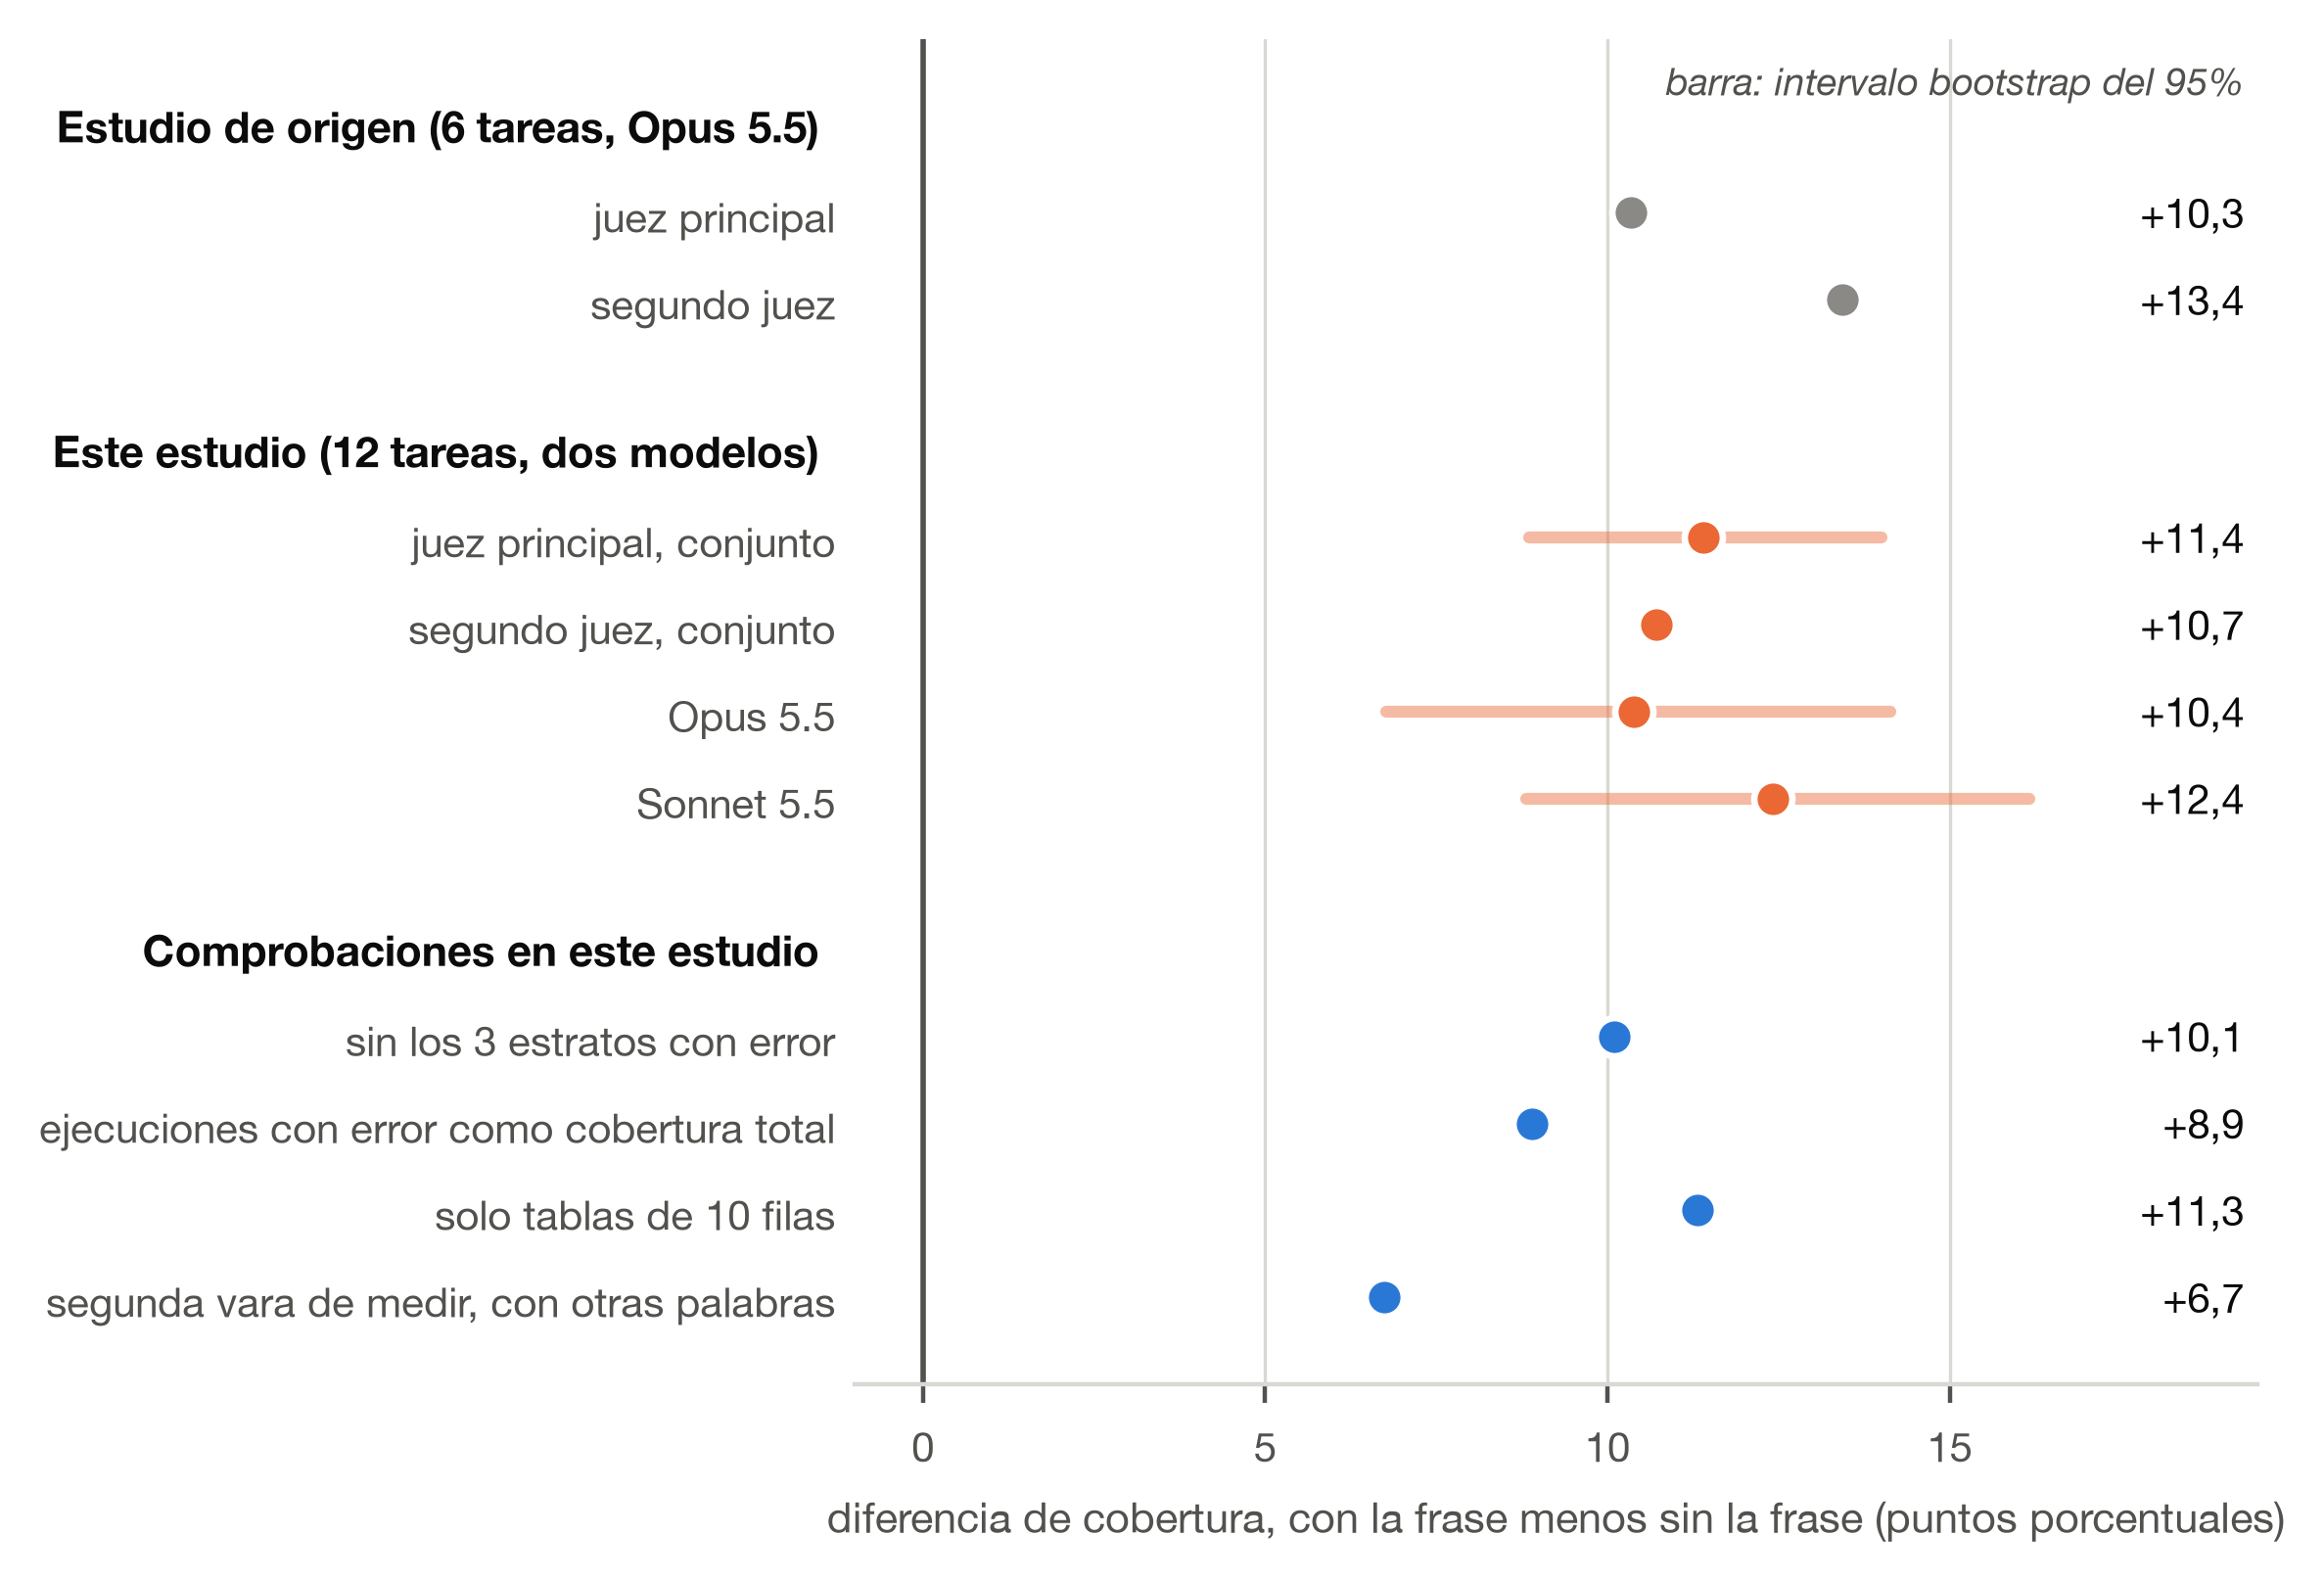 barra: intervalo bootstrap del 95%
Estudio de origen (6 tareas, Opus 5.5)
juez principal +10,3
segundo juez +13,4
Este estudio (12 tareas, dos modelos)
juez principal, conjunto +11,4
segundo juez, conjunto +10,7
Opus 5.5 +10,4
Sonnet 5.5 +12,4
Comprobaciones en este estudio
sin los 3 estratos con error +10,1
ejecuciones con error como cobertura total +8,9
solo tablas de 10 filas +11,3
segunda vara de medir, con otras palabras +6,7
0 5 10 15
diferencia de cobertura, con la frase menos sin la frase (puntos porcentuales)